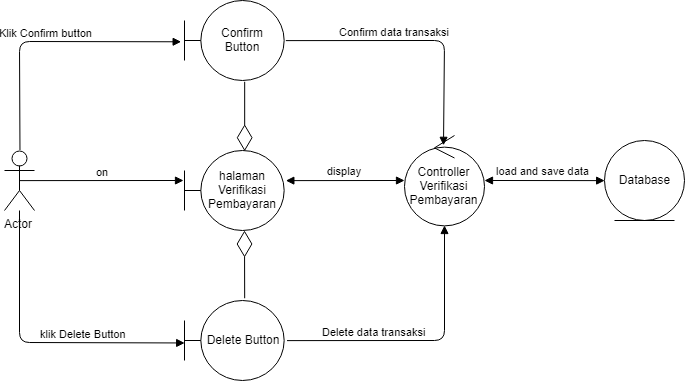 Klik Confirm button
Confirm
Button
Confirm data transaksi
on
halaman
Verifikasi
Pembayaran
display
Controller
Verifikasi
Pembayaran
load and save data
Database
Actor
klik Delete Button
Delete Button
Delete data transaksi